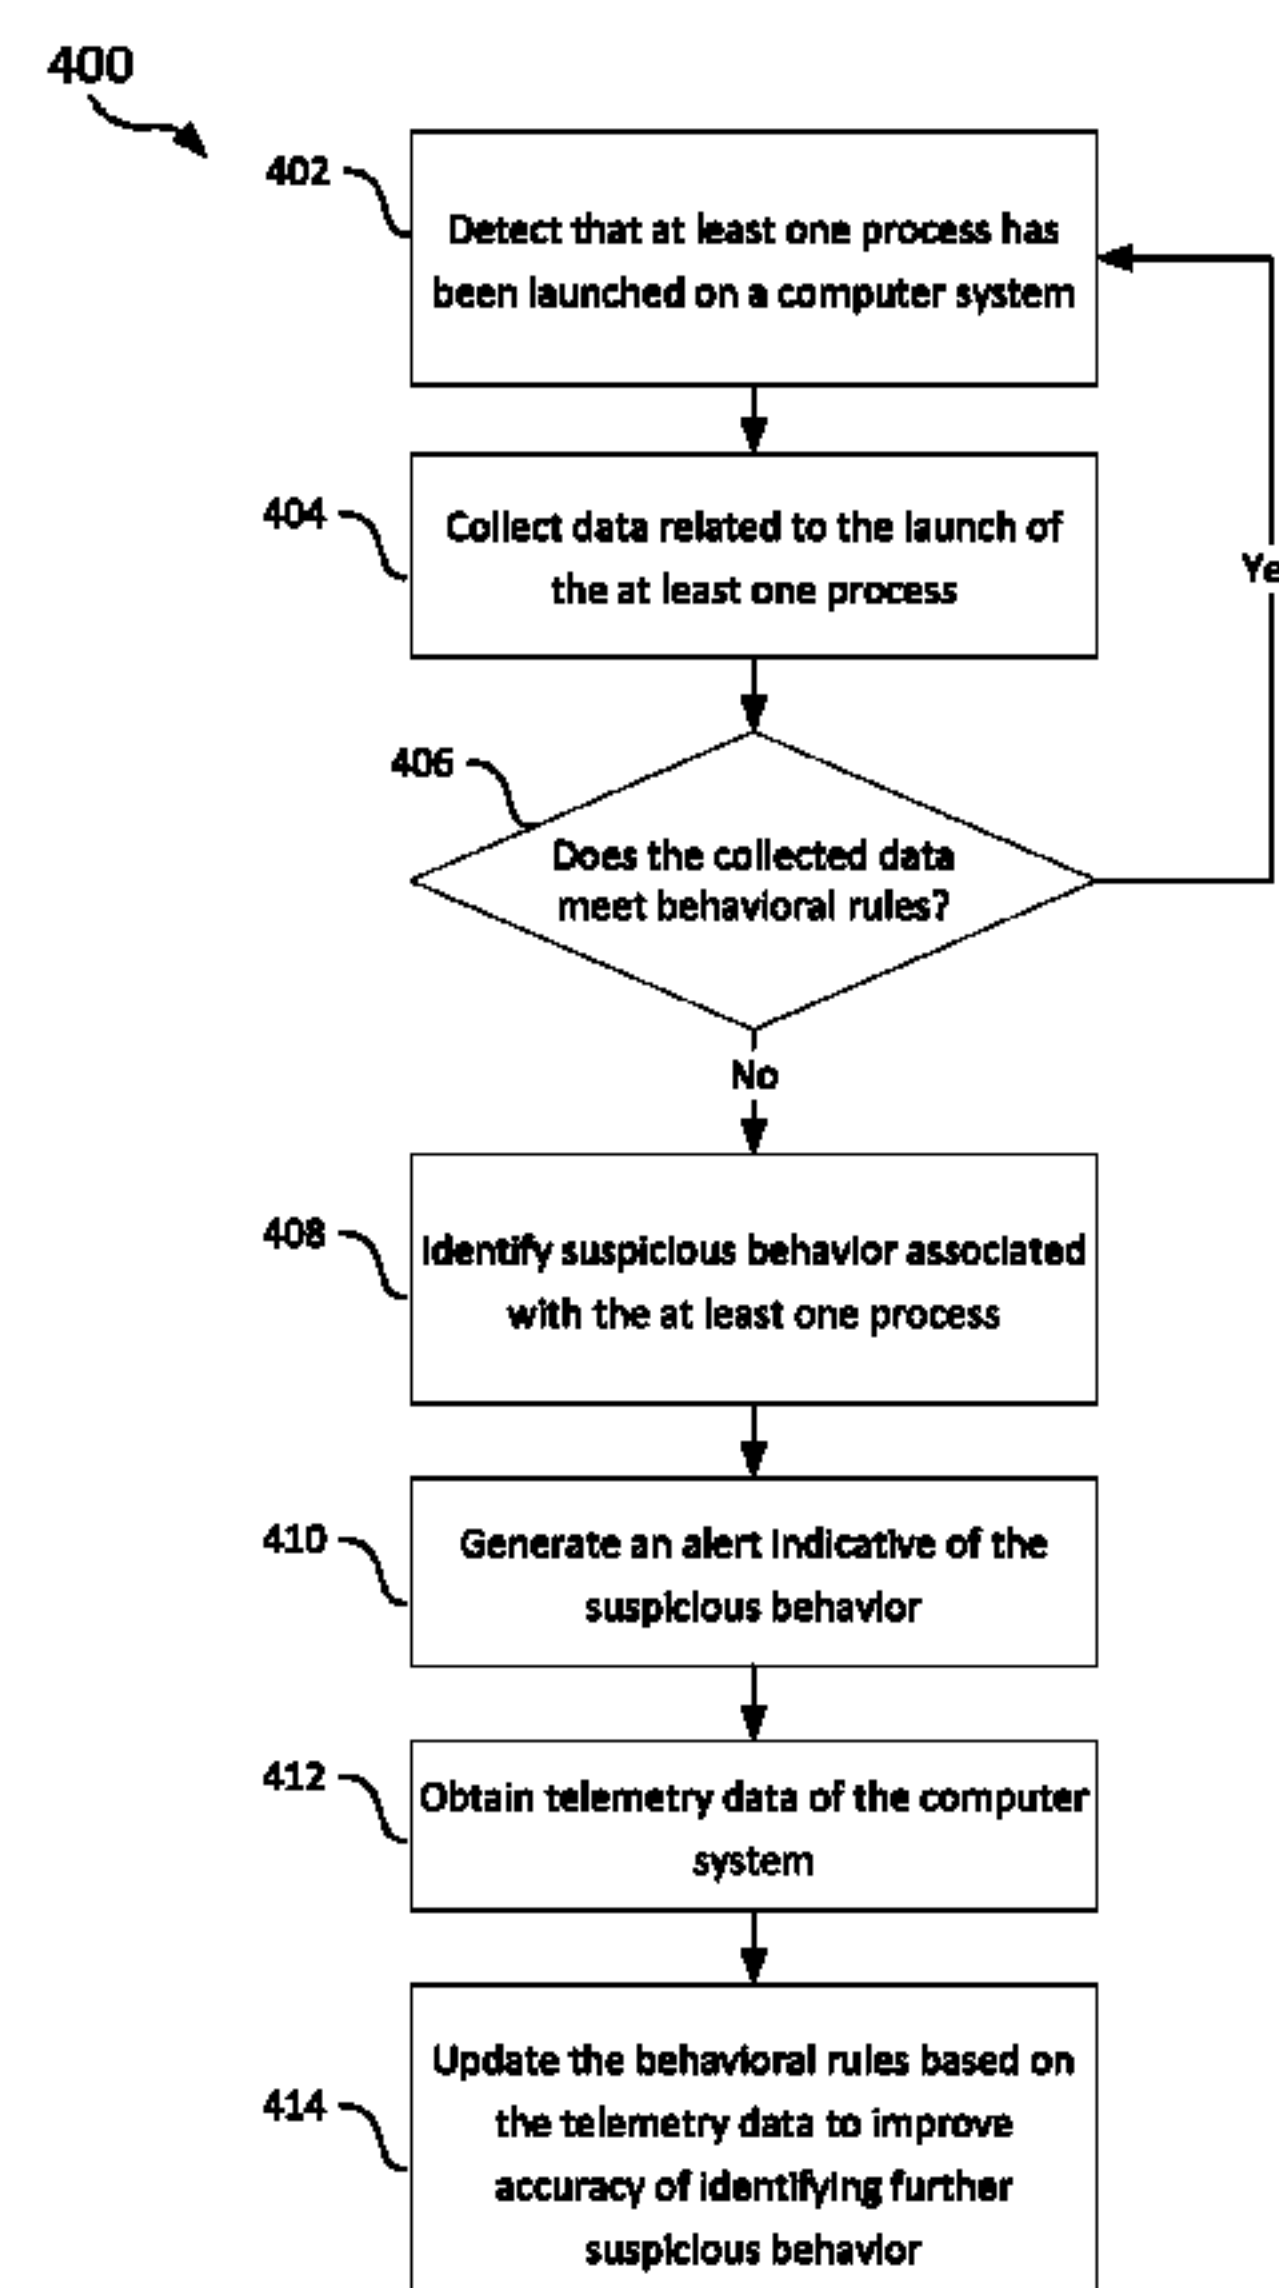 400
402
Detect that at least one process has
been launched on a computer system
404
Collect data related to the launch of
the at least one process
Ye
406
Does the collected data
meet behavioral rules?
No
408
Identify suspicious behavior associated
with the at least one process
410
Generate an alert indicative of the
suspicious behavior
412
Obtain telemetry data of the computer
system
414
Update the behavioral rules based on
the telemetry data to improve
accuracy of identifying further
suspicious behavior